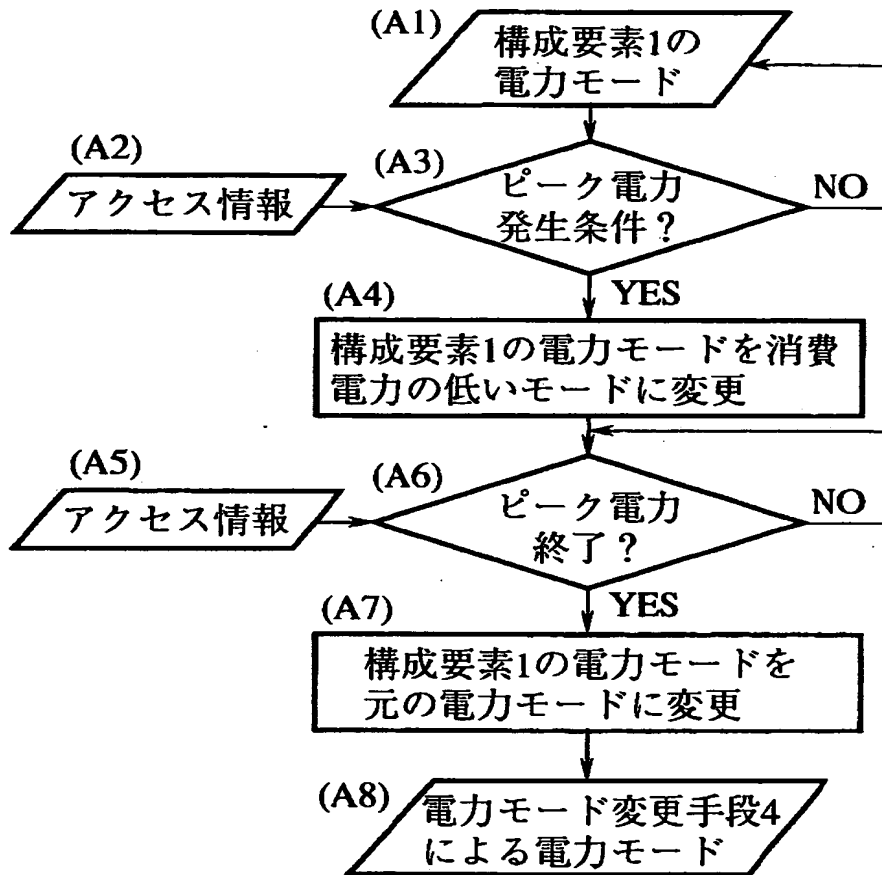 (A1)
構成要素1の
電力モード
(A2)
アクセス情報
(A3)
ピーク電力
発生条件?
NO
YES
(A4)
構成要素1の電力モードを消費
電力の低いモードに変更
(A5)
アクセス情報
(A6)
ピーク電力
終了?
NO
YES
(A7)
構成要素1の電力モードを
元の電力モードに変更
(A8)
電力モード変更手段4
による電力モード